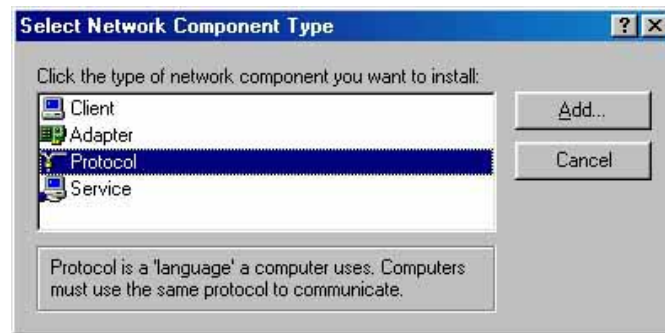 Select Network Component Type
Click the type of network component you want to install:
Client
Adapter
Protocol
Service
Add...
Cancel
Protocol is a 'language' a computer uses. Computers
must use the same protocol to communicate.